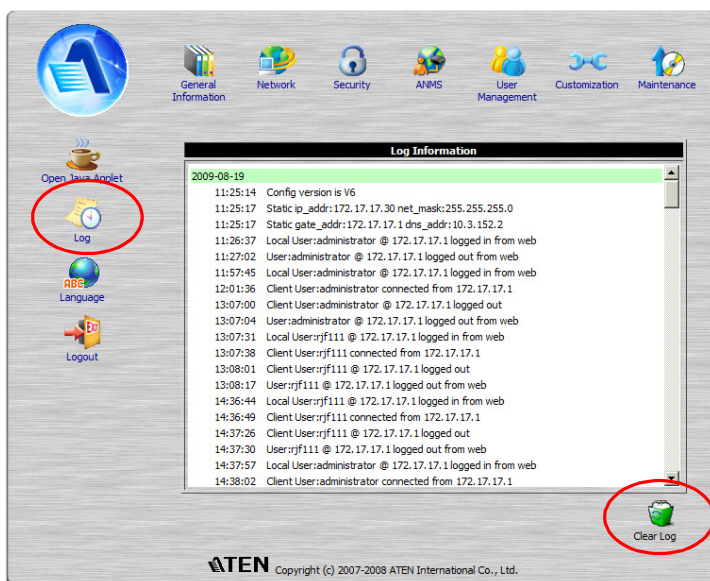 General Information
Network
Security
ANMS
User Management
Customization
Maintenance
Open Java Applet
Log
ABC
Language
EXIT
Logout
Log Information
2009-08-19
11:25:14 Config version is V6
11:25:17 Static ip_addr:172.17.17.30 net_mask:255.255.255.0
11:25:17 Static gate_addr:172.17.17.1 dns_addr:10.3.152.2
11:26:37 Local User:administrator @ 172.17.17.1 logged in from web
11:27:02 User:administrator @ 172.17.17.1 logged out from web
11:57:45 Local User:administrator @ 172.17.17.1 logged in from web
12:01:36 Client User:administrator connected from 172.17.17.1
13:07:00 Client User:administrator @ 172.17.17.1 logged out
13:07:04 User:administrator @ 172.17.17.1 logged out from web
13:07:31 Local User:rjf111 @ 172.17.17.1 logged in from web
13:07:38 Client User:rjf111 connected from 172.17.17.1
13:08:01 Client User:rjf111 @ 172.17.17.1 logged out
13:08:17 User:rjf111 @ 172.17.17.1 logged out from web
14:36:44 Local User:rjf111 @ 172.17.17.1 logged in from web
14:36:49 Client User:rjf111 connected from 172.17.17.1
14:37:26 Client User:rjf111 @ 172.17.17.1 logged out
14:37:30 User:rjf111 @ 172.17.17.1 logged out from web
14:37:57 Local User:administrator @ 172.17.17.1 logged in from web
14:38:02 Client User:administrator connected from 172.17.17.1
Clear Log
ATEN Copyright (c) 2007-2008 ATEN International Co., Ltd.